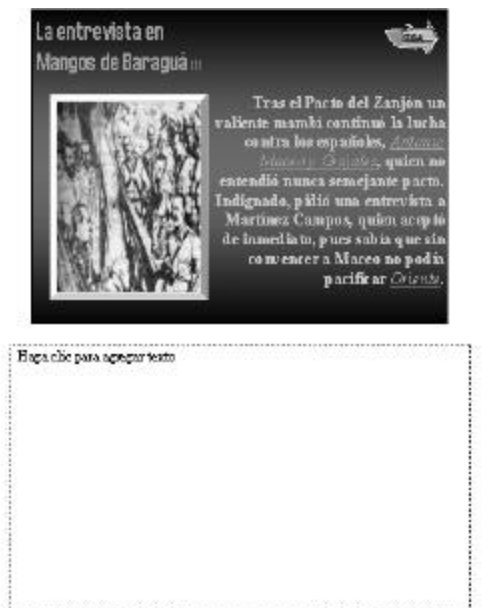 La entrevista en
Mangos de Baraguá
Tras el Pacto del Zanjón un
valiente mambí continuó la lucha
contra los españoles, Antonio
Maceo y Grajales, quien no
entendió nunca semejante pacto.
Indignado, pidió una entrevista a
Martínez Campos, quien aceptó
de inmediato, pues sabía que sin
convencer a Maceo no podía
pacificar Oriente.
Haga clic para agregar texto